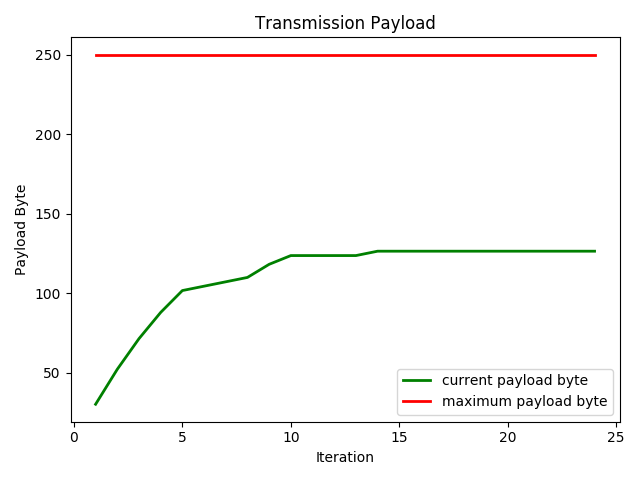 Transmission Payload
250
200
150
100
50
Payload Byte
current payload byte
maximum payload byte
0 5 10 15 20 25
Iteration